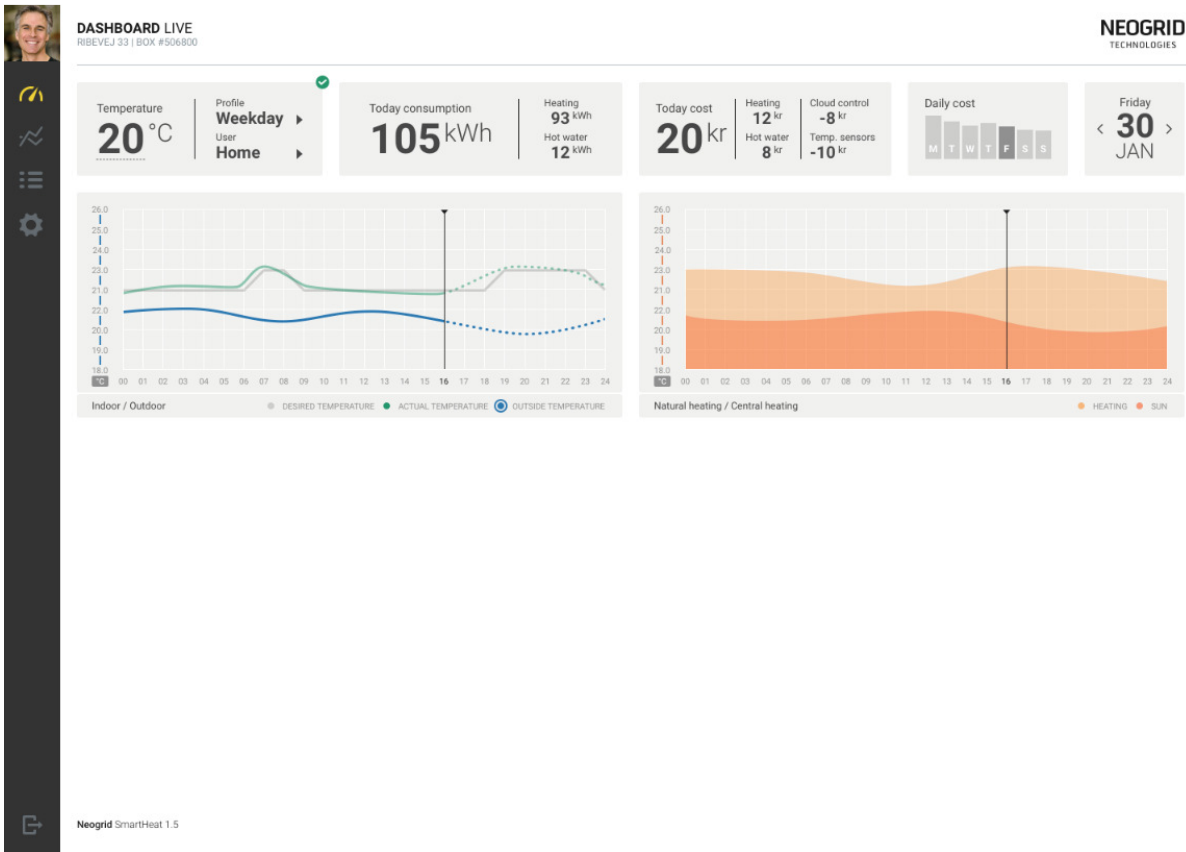 DASHBOARD LIVE
RIBEVEJ 33 | BOX #506800
NEOGRID
TECHNOLOGIES
Temperature
20 °C
Profile
Weekday
User
Home
Today consumption
105 kWh
Heating
93 kWh
Hot water
12 kWh
Today cost
20 kr
Heating
12 kr
Hot water
8 kr
Cloud control
-8 kr
Temp. sensors
-10 kr
Daily cost
M T W T F S S
Friday
< 30 >
JAN
26.0
25.0
24.0
23.0
21.0
22.0
20.0
19.0
18.0
°C 00 01 02 03 04 05 06 07 08 09 10 11 12 13 14 15 16 17 18 19 20 21 22 23 24
Indoor / Outdoor DESIRED TEMPERATURE ACTUAL TEMPERATURE OUTSIDE TEMPERATURE
26.0
25.0
24.0
23.0
21.0
22.0
20.0
19.0
18.0
°C 00 01 02 03 04 05 06 07 08 09 10 11 12 13 14 15 16 17 18 19 20 21 22 23 24
Natural heating / Central heating HEATING SUN
Neogrid SmartHeat 1.5